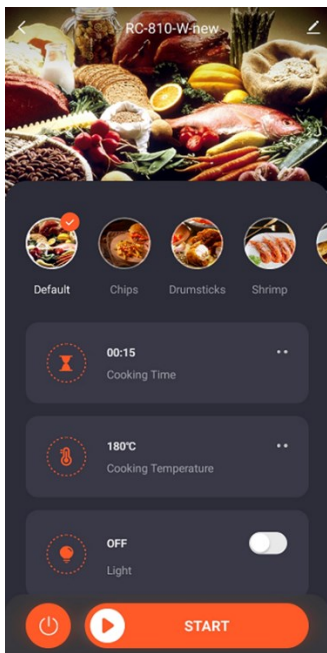 RC-810-W-new
Default
Chips
Drumsticks
Shrimp
00:15
Cooking Time
180℃
Cooking Temperature
OFF
Light
START